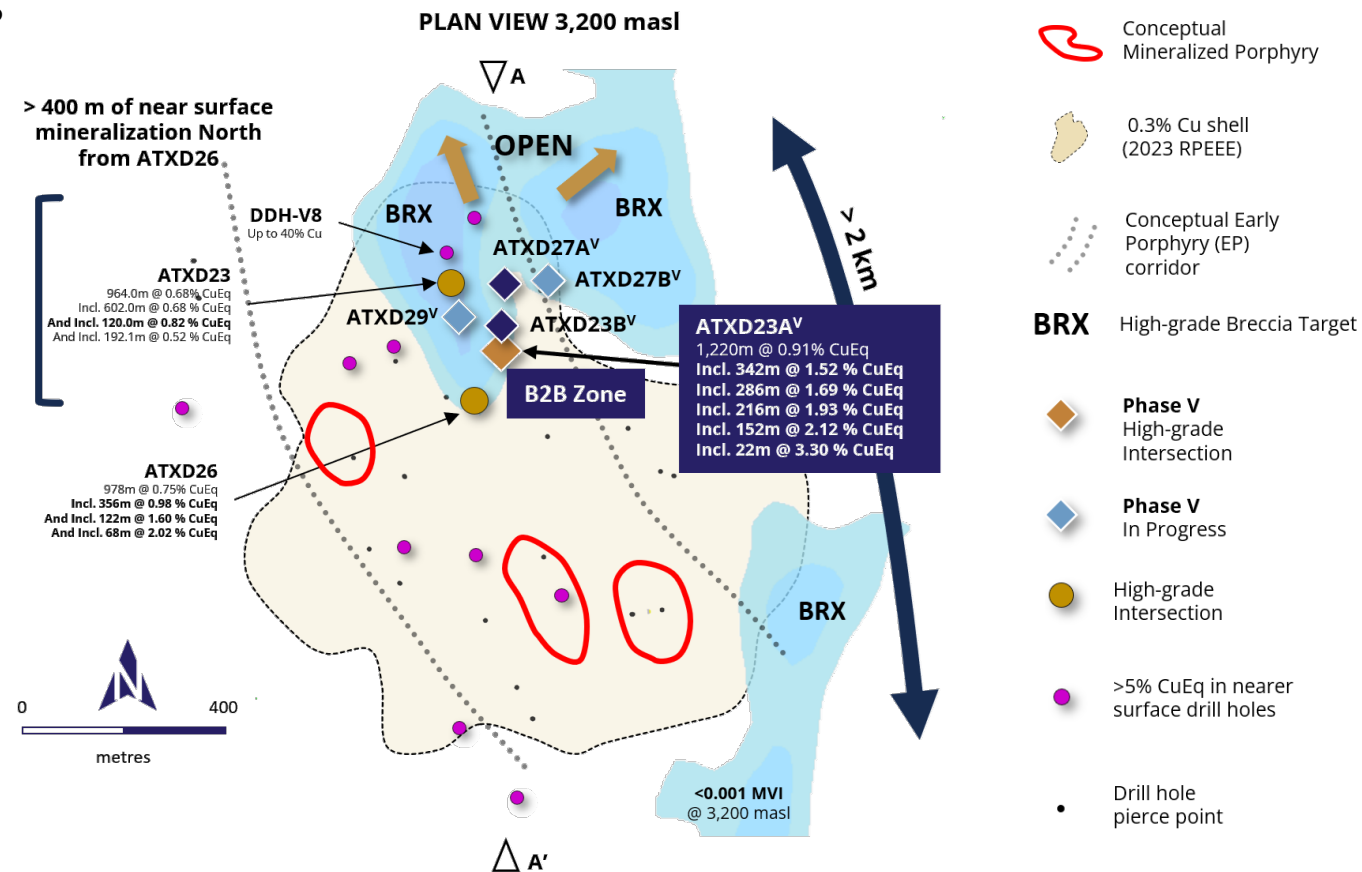 PLAN VIEW 3,200 masl
A
> 400 m of near surface
mineralization North
from ATXD26
OPEN
BRX
BRX
DDH-V8
Up to 40% Cu
ATXD27Aⱽ
ATXD27Bⱽ
ATXD23
964.0m @ 0.68% CuEq
Incl. 602.0m @ 0.68 % CuEq
And Incl. 120.0m @ 0.82 % CuEq
And Incl. 192.1m @ 0.52 % CuEq
ATXD29ⱽ
ATXD23Bⱽ
> 2 km
ATXD23Aⱽ
1,220m @ 0.91% CuEq
Incl. 342m @ 1.52 % CuEq
Incl. 286m @ 1.69 % CuEq
Incl. 216m @ 1.93 % CuEq
Incl. 152m @ 2.12 % CuEq
Incl. 22m @ 3.30 % CuEq
B2B Zone
ATXD26
978m @ 0.75% CuEq
Incl. 356m @ 0.98 % CuEq
And Incl. 122m @ 1.60 % CuEq
And Incl. 68m @ 2.02 % CuEq
BRX
N
0 400
metres
<0.001 MVI
@ 3,200 masl
A’
Conceptual
Mineralized Porphyry
0.3% Cu shell
(2023 RPEEE)
Conceptual Early
Porphyry (EP)
corridor
BRX High-grade Breccia Target
Phase V
High-grade
Intersection
Phase V
In Progress
High-grade
Intersection
>5% CuEq in nearer
surface drill holes
Drill hole
pierce point